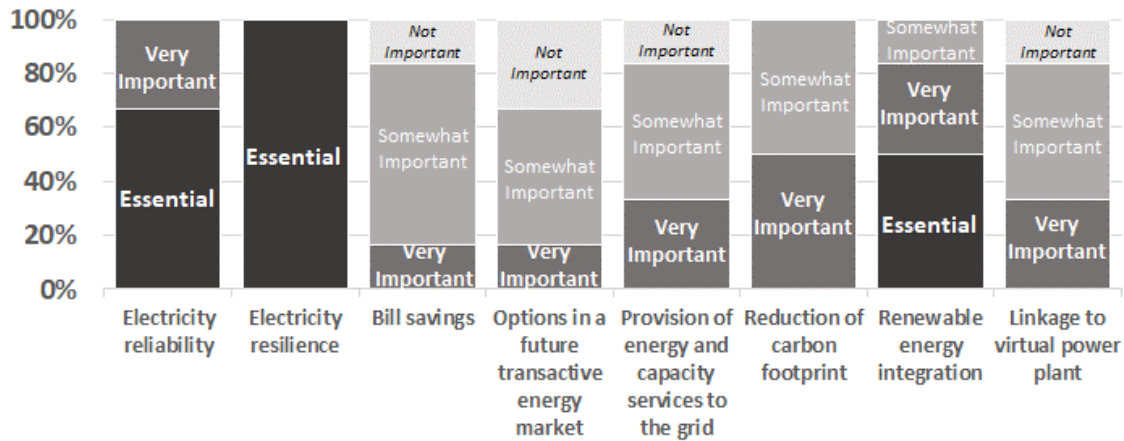 100%
80%
60%
40%
20%
0%
Very
Important
Essential
Essential
Not
Important
Somewhat
Important
Very
Important
Not
Important
Somewhat
Important
Very
Important
Not
Important
Somewhat
Important
Very
Important
Somewhat
Important
Very
Important
Somewhat
Important
Very
Important
Essential
Not
Important
Somewhat
Important
Very
Important
Electricity
reliability
Electricity
resilience
Bill savings
Options in a
future
transactive
energy
market
Provision of
energy and
capacity
services to
the grid
Reduction of
carbon
footprint
Renewable
energy
integration
Linkage to
virtual power
plant